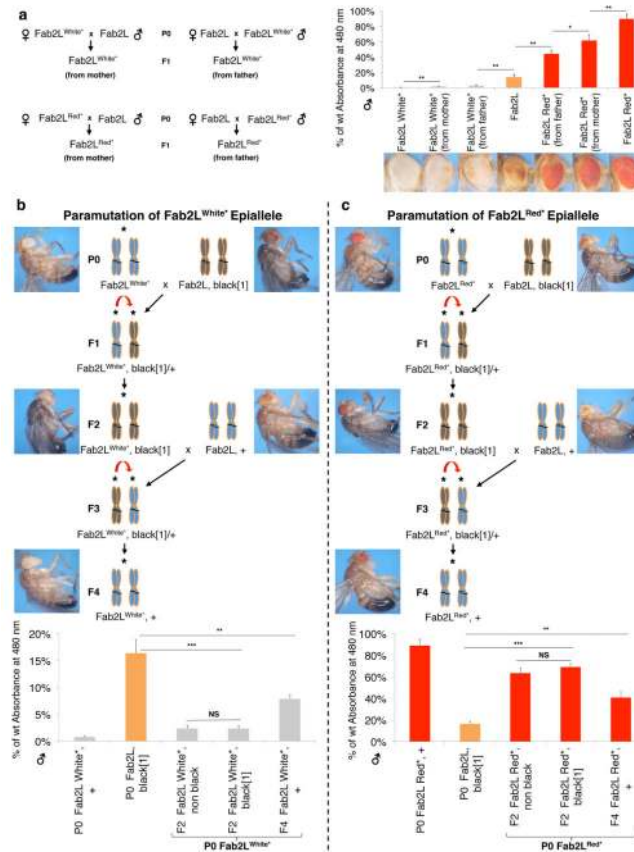 a
♀ Fab2L^White* x Fab2L ♂ P0 ♀ Fab2L x Fab2L^White* ♂
Fab2L^White* F1 Fab2L^White*
(from mother) (from father)
♀ Fab2L^Red* x Fab2L ♂ P0 ♀ Fab2L x Fab2L^Red* ♂
Fab2L^Red* F1 Fab2L^Red*
(from mother) (from father)
% of wt Absorbance at 480 nm
100%
80%
60%
40%
20%
0%
**
**
**
*
**
♂
Fab2L White*
Fab2L White*
(from mother)
Fab2L White*
(from father)
Fab2L
Fab2L Red*
(from father)
Fab2L Red*
(from mother)
Fab2L Red*
b
Paramutation of Fab2L^White* Epiallele
*
P0
Fab2L^White* x Fab2L, black[1]
* *
F1
Fab2L^White*, black[1]/+
*
F2
Fab2L^White*, black[1] x Fab2L, +
* *
F3
Fab2L^White*, black[1]/+
*
F4
Fab2L^White*, +
% of wt Absorbance at 480 nm
20%
15%
10%
5%
0%
**
***
NS
♂
P0 Fab2L White*,
+
P0 Fab2L,
black[1]
F2 Fab2L White*,
non black
F2 Fab2L White*,
black[1]
F4 Fab2L White*,
+
P0 Fab2L^White*
c
Paramutation of Fab2L^Red* Epiallele
*
P0
Fab2L^Red* x Fab2L, black[1]
* *
F1
Fab2L^Red*, black[1]/+
*
F2
Fab2L^Red*, black[1] x Fab2L, +
* *
F3
Fab2L^Red*, black[1]/+
*
F4
Fab2L^Red*, +
% of wt Absorbance at 480 nm
100%
80%
60%
40%
20%
0%
**
***
NS
♂
P0 Fab2L Red*, +
P0 Fab2L,
black[1]
F2 Fab2L Red*,
non black
F2 Fab2L Red*,
black[1]
F4 Fab2L Red*,
+
P0 Fab2L^Red*